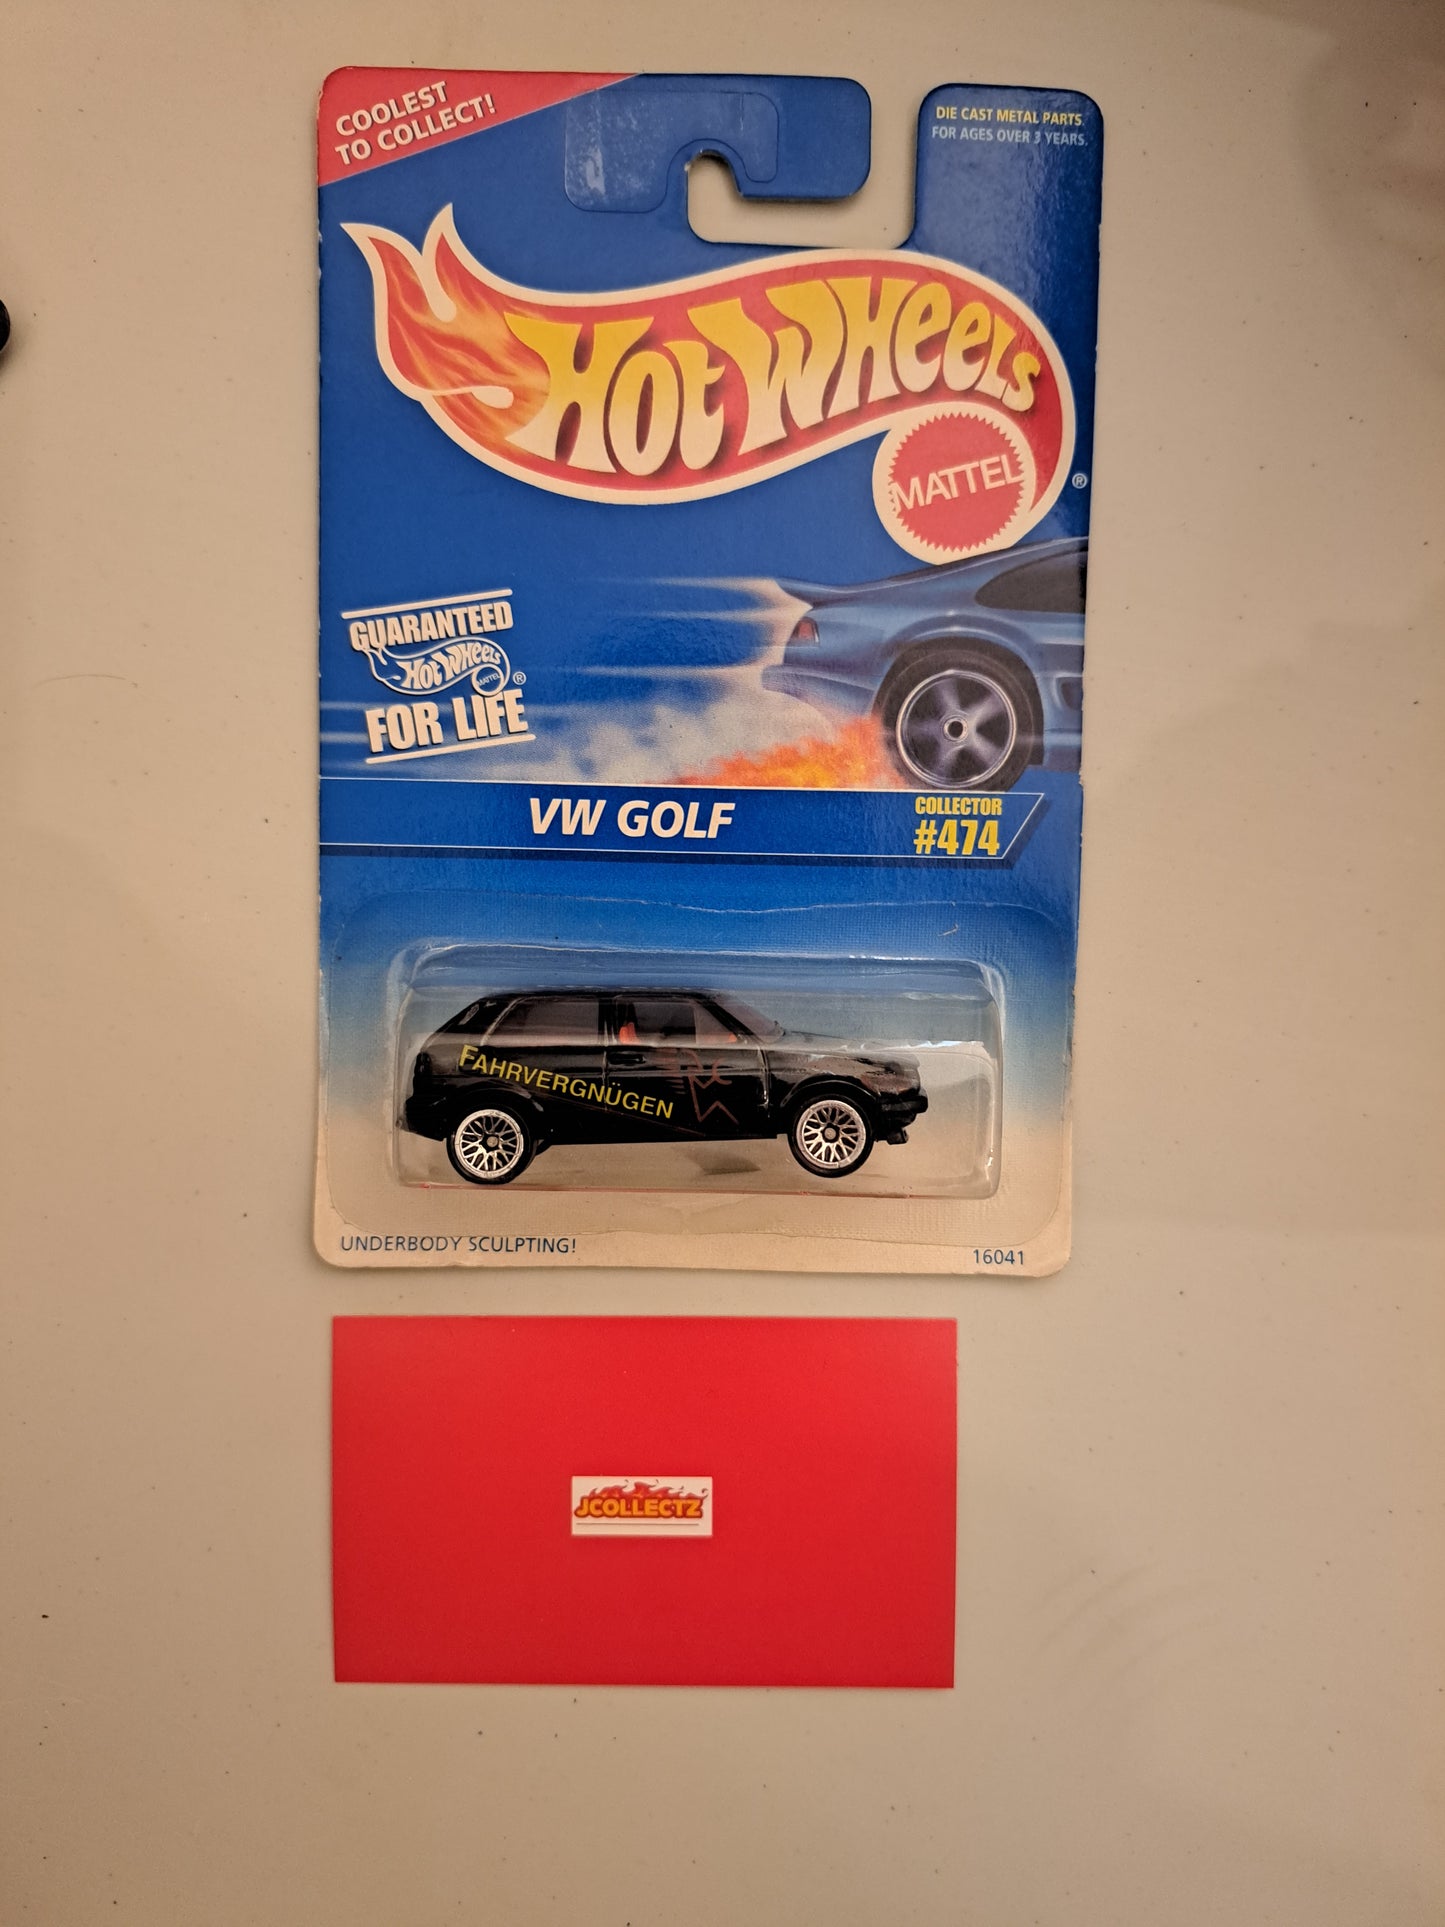 COOLEST
TO COLLECT!
DIE CAST METAL PARTS.
FOR AGES OVER 3 YEARS.
HOT WHEELS
MATTEL
®
GUARANTEED
HOT WHEELS
MATTEL
®
FOR LIFE
VW GOLF
COLLECTOR
#474
FAHRVERGNÜGEN
UNDERBODY SCULPTING!
16041
JCOLLECTZ